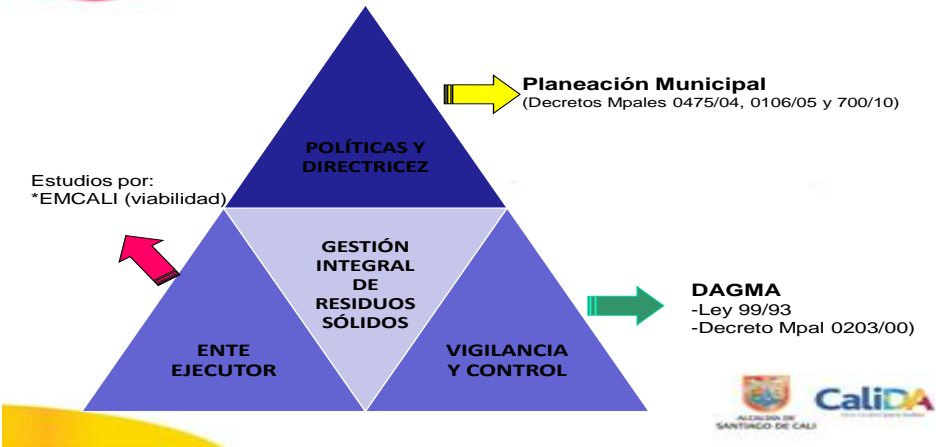 Planeación Municipal
(Decretos Mpales 0475/04, 0106/05 y 700/10)
POLÍTICAS Y
DIRECTRICEZ
Estudios por:
*EMCALI (viabilidad)
GESTIÓN
INTEGRAL
DE
RESIDUOS
SÓLIDOS
DAGMA
-Ley 99/93
-Decreto Mpal 0203/00)
ENTE
EJECUTOR
VIGILANCIA
Y CONTROL
CaliDA
ALCALDÍA DE
SANTIAGO DE CALI